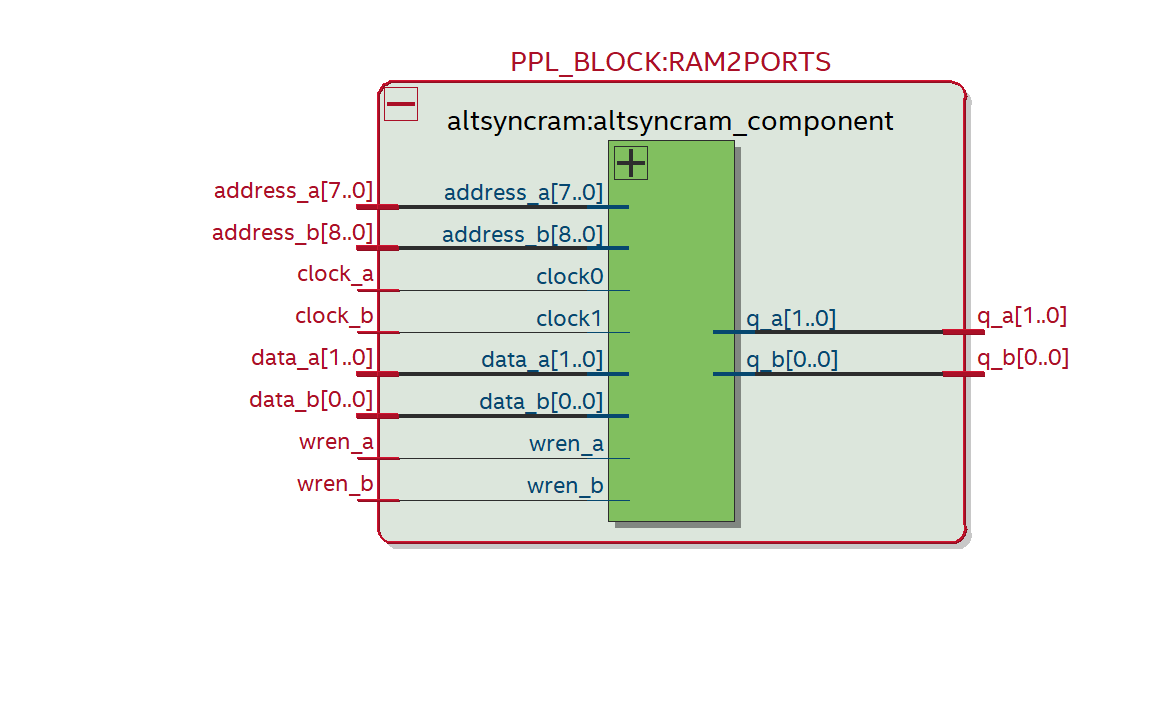 PPL_BLOCK:RAM2PORTS
altsyncram:altsyncram_component
address_a[7..0] address_a[7..0]
address_b[8..0] address_b[8..0]
clock_a clock0
clock_b clock1 q_a[1..0] q_a[1..0]
data_a[1..0] data_a[1..0] q_b[0..0] q_b[0..0]
data_b[0..0] data_b[0..0]
wren_a wren_a
wren_b wren_b